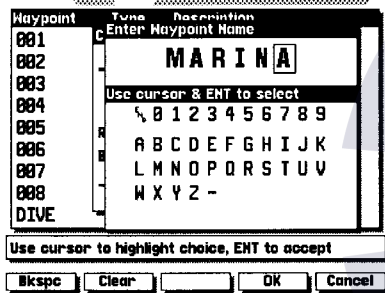 Waypoint Type Description
Enter Waypoint Name
001 C
002 MARINA
003
Use cursor & ENT to select
004 0 1 2 3 4 5 6 7 8 9
005 R
006 B A B C D E F G H I J K
007 L M N O P Q R S T U V
008 W X Y Z -
DIVE
Use cursor to highlight choice, ENT to accept
Bkspc Clear OK Cancel